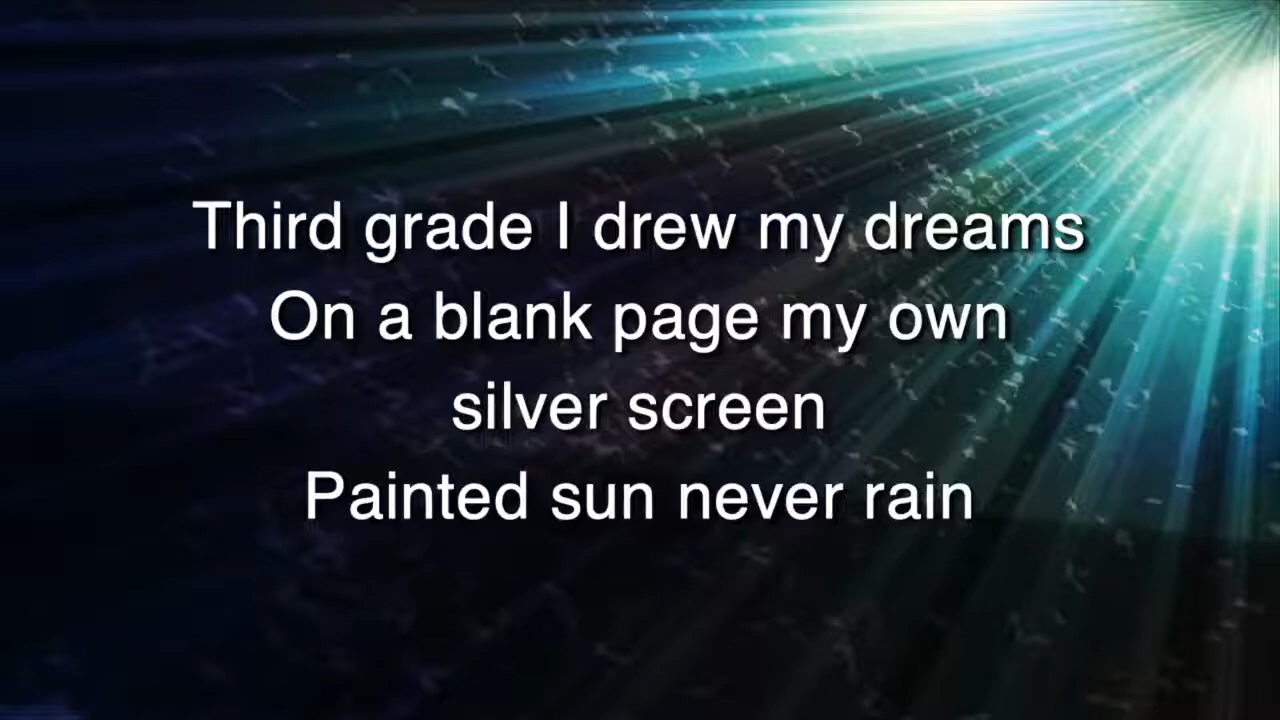 Third grade I drew my dreams
On a blank page my own
silver screen
Painted sun never rain